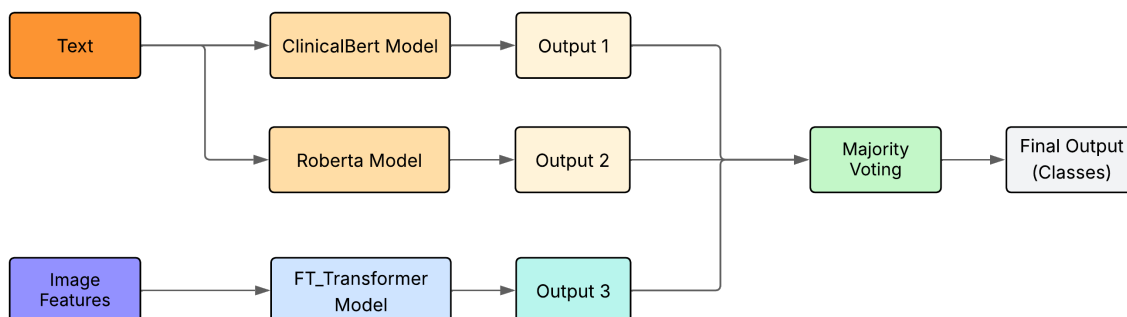 Text
ClinicalBert Model
Output 1
Roberta Model
Output 2
Majority
Voting
Final Output
(Classes)
Image
Features
FT_Transformer
Model
Output 3